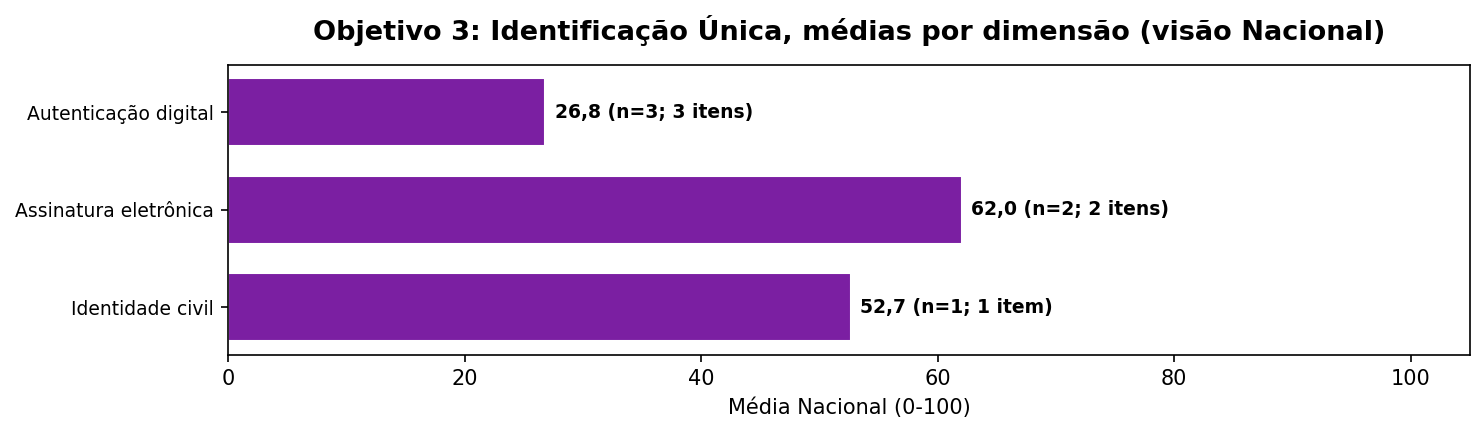 Objetivo 3: Identificação Única, médias por dimensão (visão Nacional)
Autenticação digital
26,8 (n=3; 3 itens)
Assinatura eletrônica
62,0 (n=2; 2 itens)
Identidade civil
52,7 (n=1; 1 item)
0 20 40 60 80 100
Média Nacional (0-100)